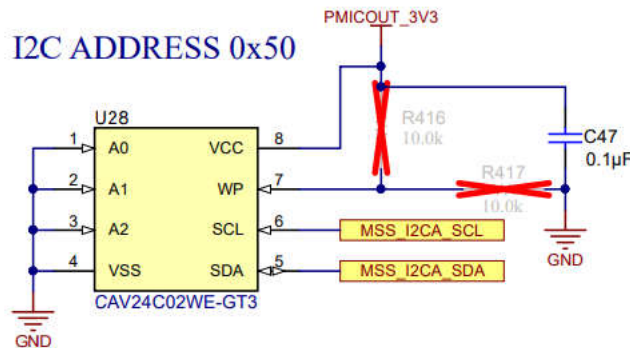 PMICOUT_3V3
I2C ADDRESS 0x50
U28
R416
10.0k
C47
0.1µF
1 A0 VCC 8
2 A1 WP 7
R417
10.0k
3 A2 SCL 6 MSS_I2CA_SCL
4 VSS SDA 5 MSS_I2CA_SDA
GND
CAV24C02WE-GT3
GND